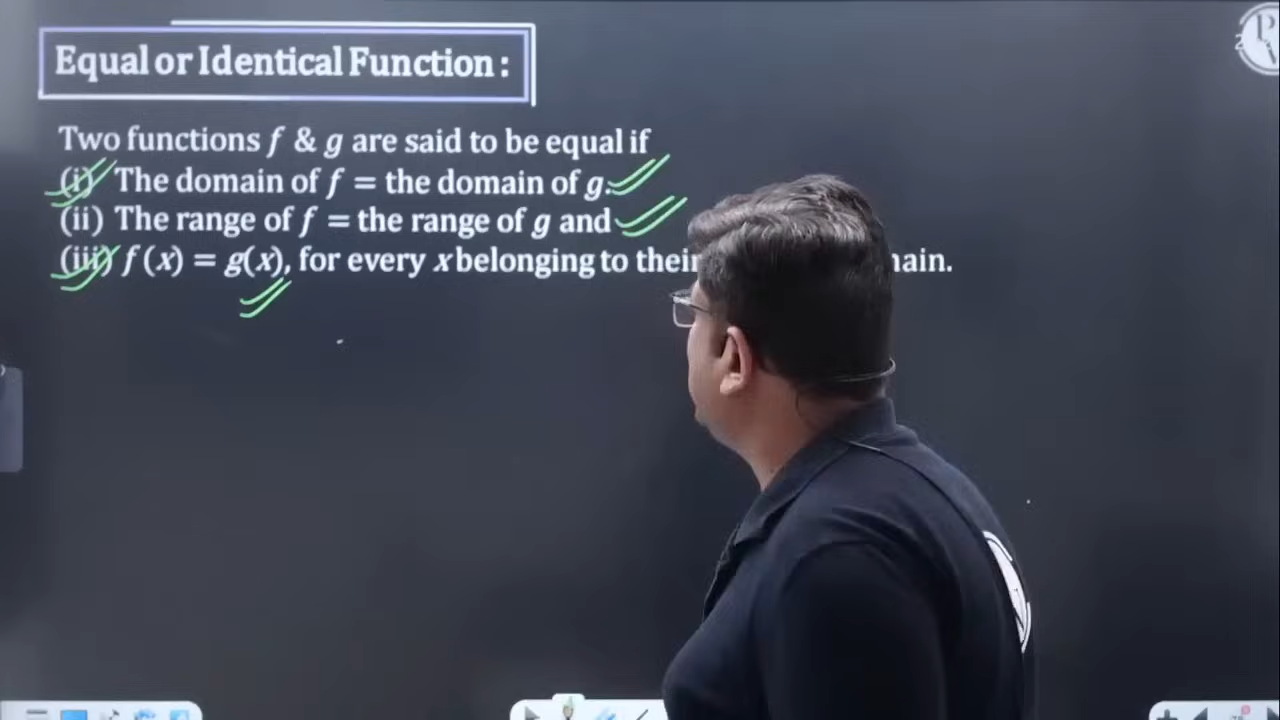 Equal or Identical Function :
Two functions f & g are said to be equal if
(i) The domain of f = the domain of g.
(ii) The range of f = the range of g and
(iii) f(x) = g(x), for every x belonging to their